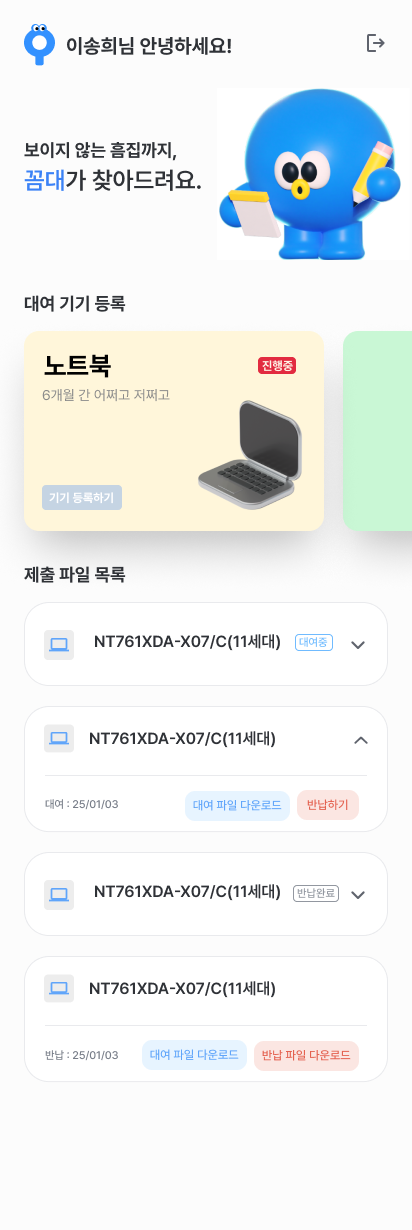 이송희님 안녕하세요!
보이지 않는 흠집까지,
꼼대가 찾아드려요.
대여 기기 등록
노트북
진행중
6개월 간 어쩌고 저쩌고
기기 등록하기
제출 파일 목록
NT761XDA-X07/C(11세대)
대여중
NT761XDA-X07/C(11세대)
대여 : 25/01/03
대여 파일 다운로드
반납하기
NT761XDA-X07/C(11세대)
반납완료
NT761XDA-X07/C(11세대)
반납 : 25/01/03
대여 파일 다운로드
반납 파일 다운로드